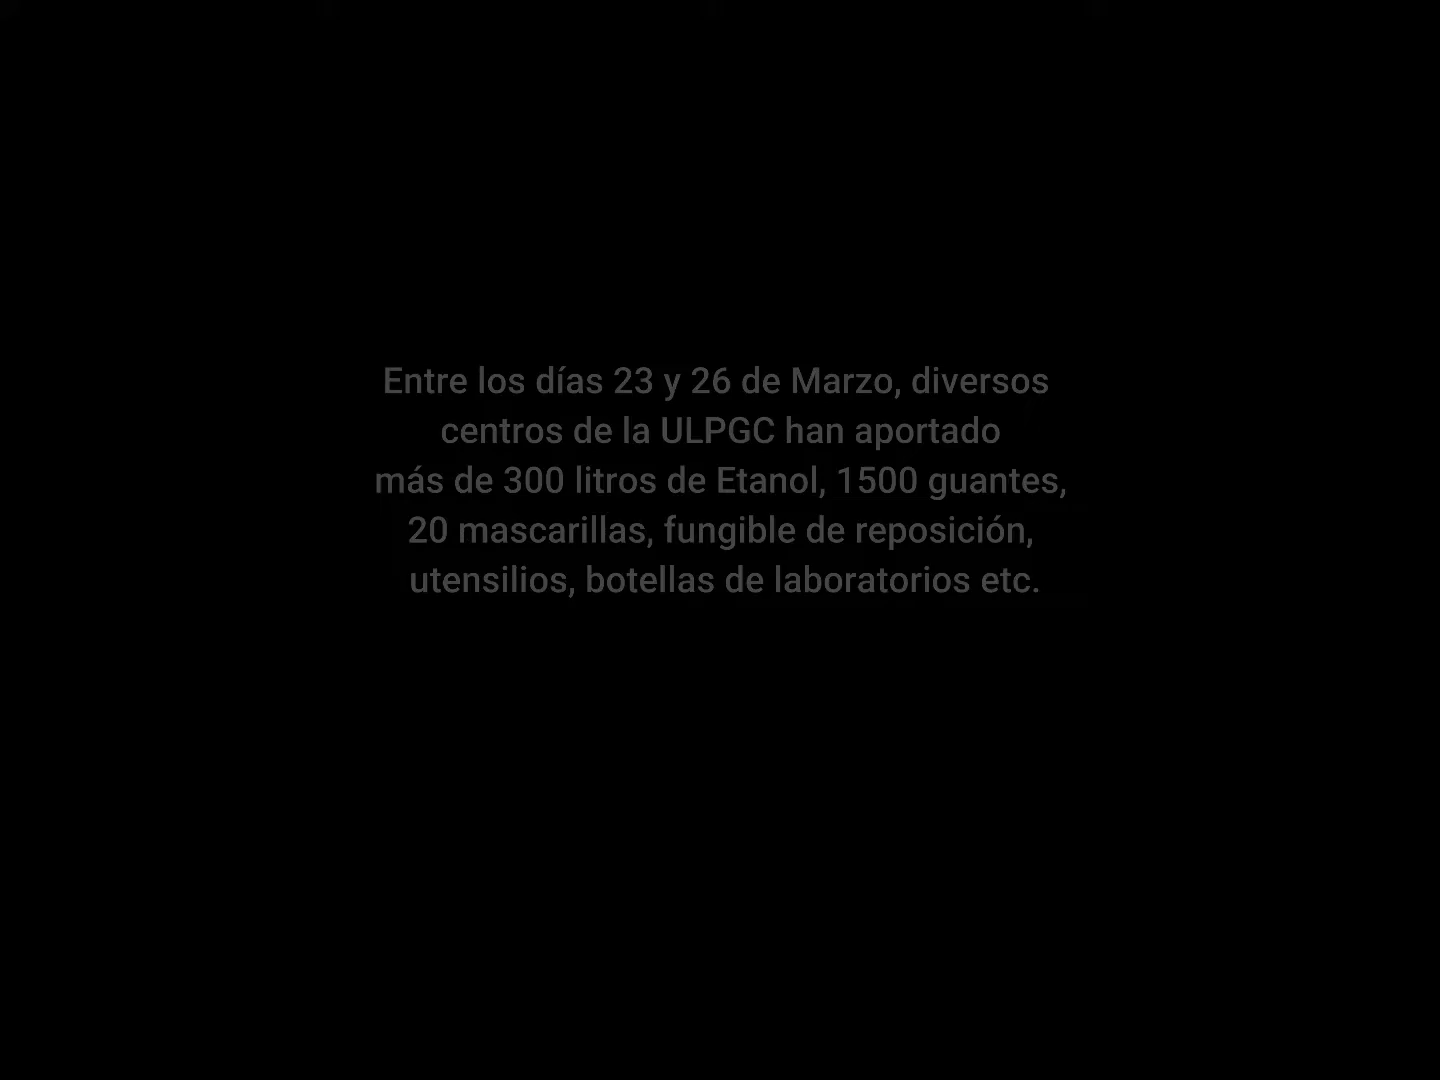 Entre los días 23 y 26 de Marzo, diversos
centros de la ULPGC han aportado
más de 300 litros de Etanol, 1500 guantes,
20 mascarillas, fungible de reposición,
utensilios, botellas de laboratorios etc.